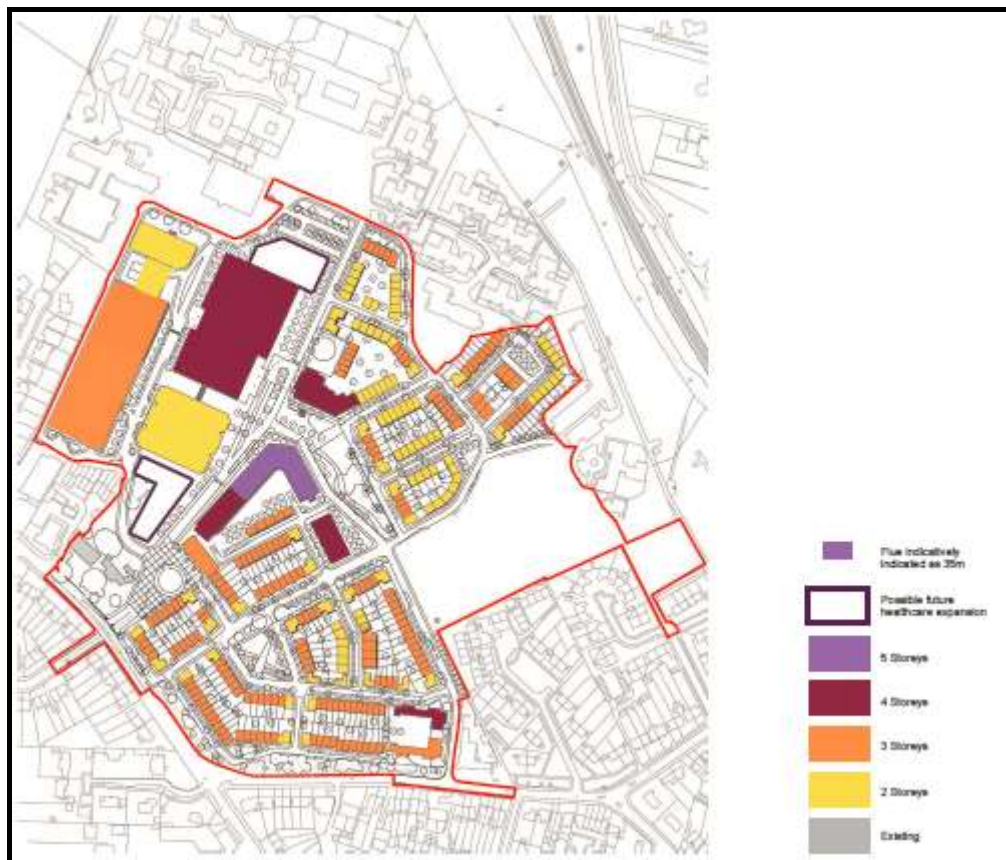 Flue indicatively
indicated as 35m
Possible future
healthcare expansion
5 Storeys
4 Storeys
3 Storeys
2 Storeys
Existing